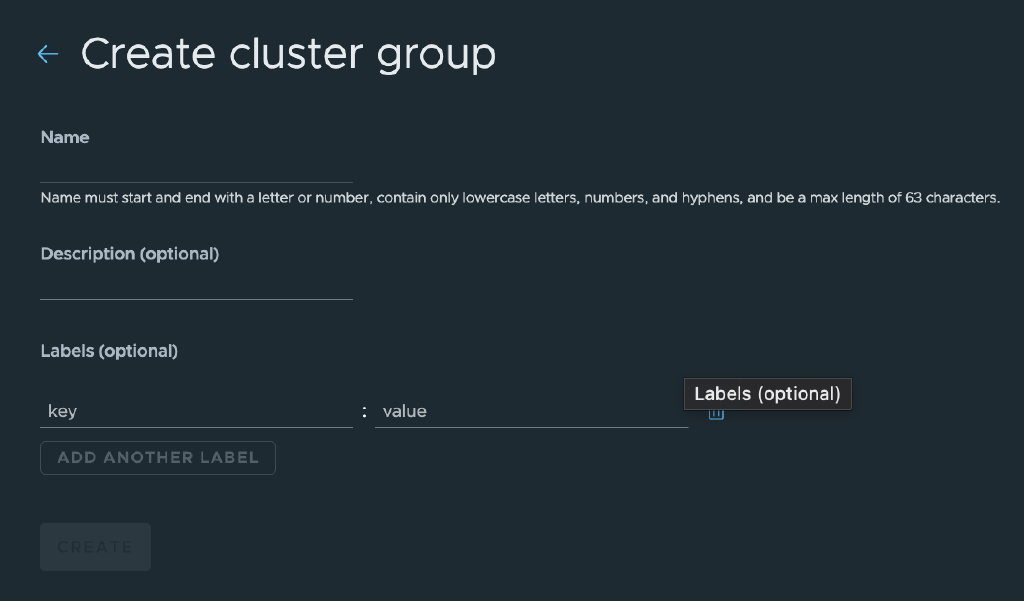 Create cluster group
Name
Name must start and end with a letter or number, contain only lowercase letters, numbers, and hyphens, and be a max length of 63 characters.
Description (optional)
Labels (optional)
Labels (optional)
key : value
ADD ANOTHER LABEL
CREATE